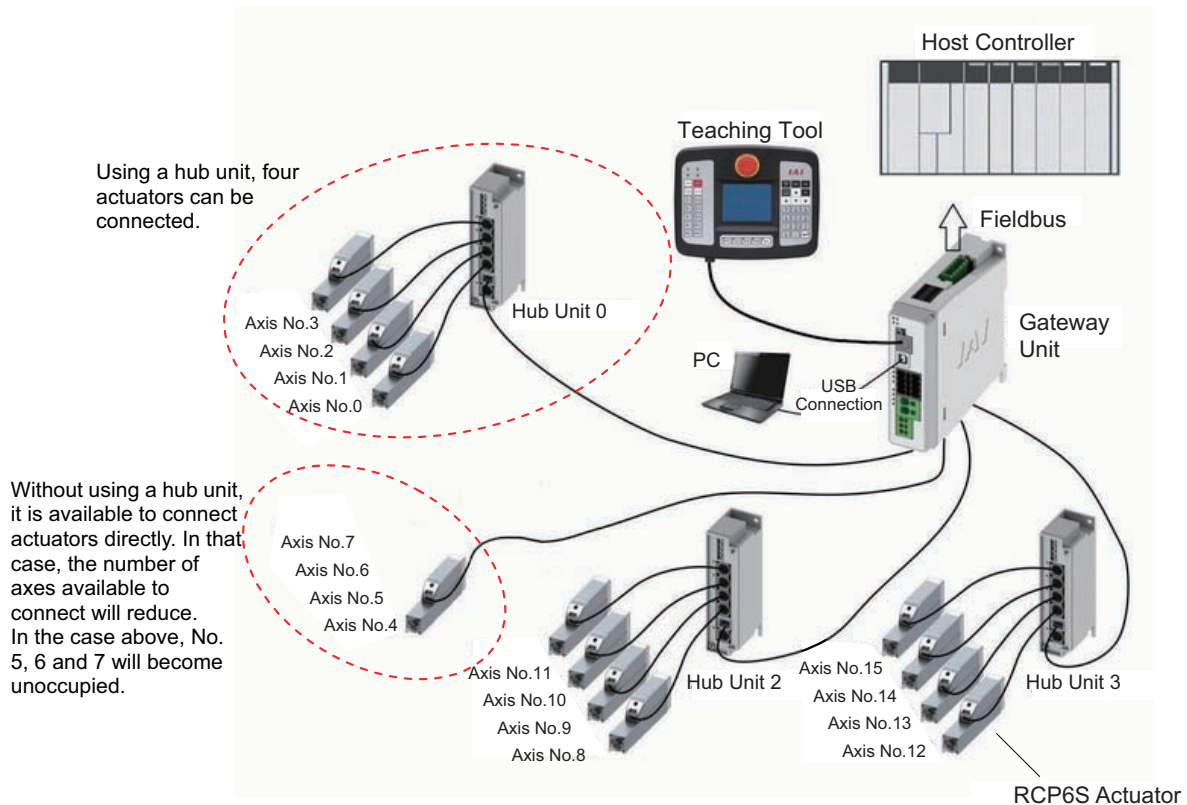 Host Controller
Teaching Tool
IAI
Using a hub unit, four
actuators can be
connected.
Fieldbus
Hub Unit 0
Gateway
Unit
IAI
Axis No.3
Axis No.2
Axis No.1
Axis No.0
PC
USB
Connection
Without using a hub unit,
it is available to connect
actuators directly. In that
case, the number of
axes available to
connect will reduce.
In the case above, No.
5, 6 and 7 will become
unoccupied.
Axis No.7
Axis No.6
Axis No.5
Axis No.4
Axis No.11
Axis No.10
Axis No.9
Axis No.8
Hub Unit 2
Axis No.15
Axis No.14
Axis No.13
Axis No.12
Hub Unit 3
RCP6S Actuator